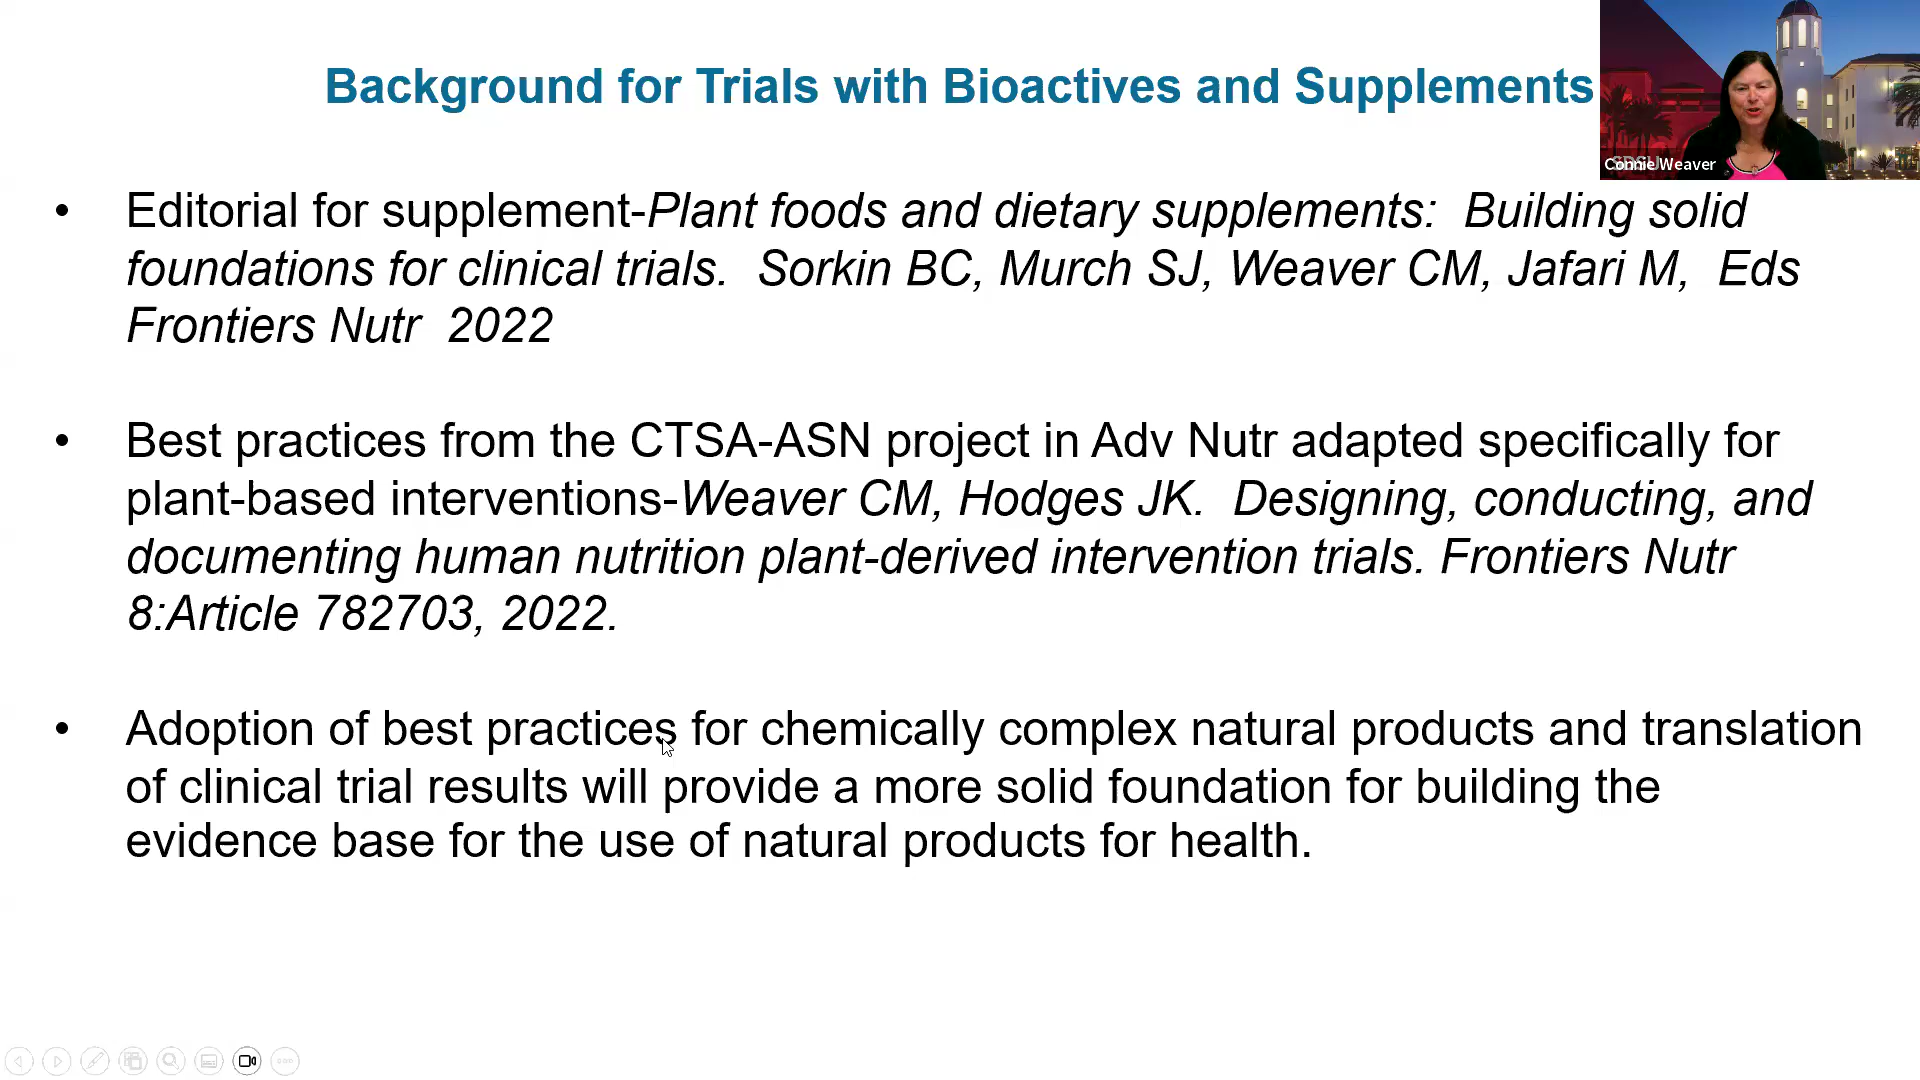 Background for Trials with Bioactives and Supplements
Connie Weaver
• Editorial for supplement-Plant foods and dietary supplements: Building solid
foundations for clinical trials. Sorkin BC, Murch SJ, Weaver CM, Jafari M, Eds
Frontiers Nutr 2022
• Best practices from the CTSA-ASN project in Adv Nutr adapted specifically for
plant-based interventions-Weaver CM, Hodges JK. Designing, conducting, and
documenting human nutrition plant-derived intervention trials. Frontiers Nutr
8:Article 782703, 2022.
• Adoption of best practices for chemically complex natural products and translation
of clinical trial results will provide a more solid foundation for building the
evidence base for the use of natural products for health.